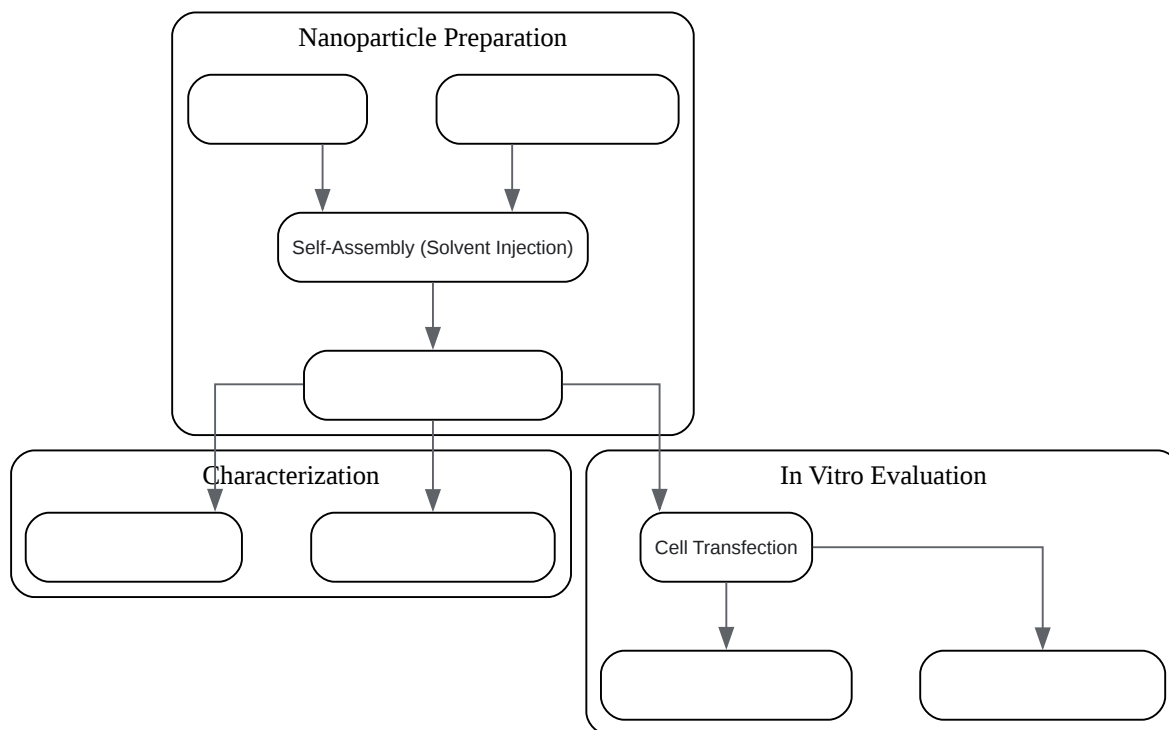 Nanoparticle Preparation
Self-Assembly (Solvent Injection)
Characterization
In Vitro Evaluation
Cell Transfection